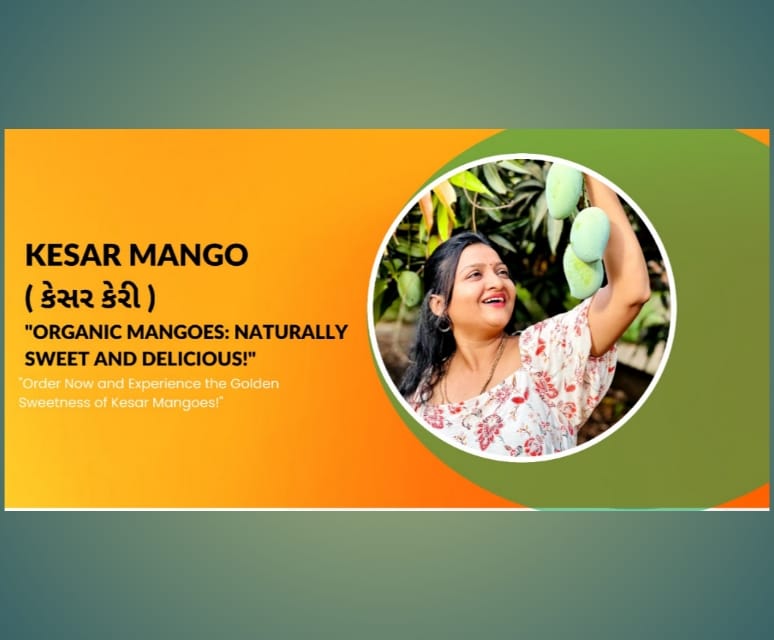 KESAR MANGO
( કેસર કેરી )
"ORGANIC MANGOES: NATURALLY
SWEET AND DELICIOUS!"
"Order Now and Experience the Golden
Sweetness of Kesar Mangoes!"